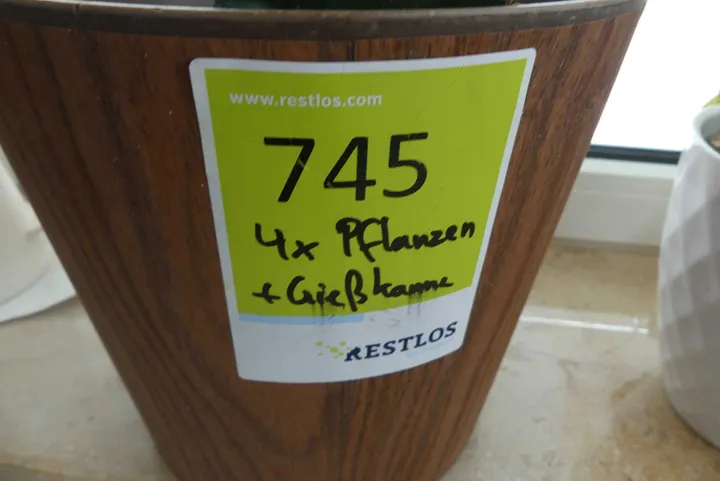 www.restlos.com
745
4x Pflanzen
+ Gießkanne
RESTLOS